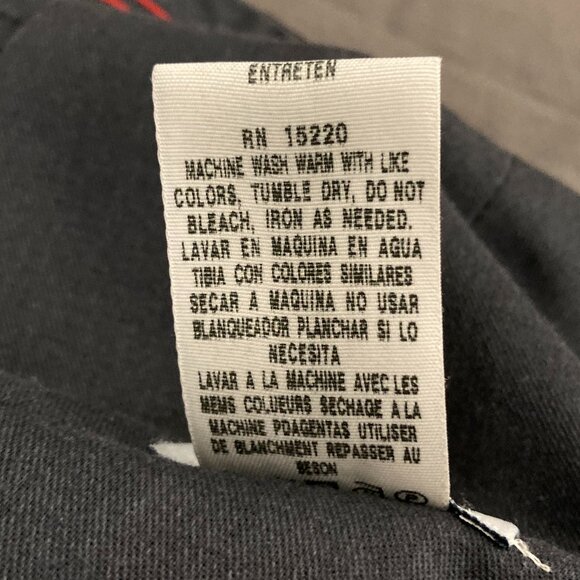 ENTRETEN
RN 15220
MACHINE WASH WARM WITH LIKE
COLORS, TUMBLE DRY, DO NOT
BLEACH, IRON AS NEEDED.
LAVAR EN MAQUINA EN AGUA
TIBIA CON COLORES SIMILARES
SECAR A MAQUINA NO USAR
BLANQUEADOR PLANCHAR SI LO
NECESITA
LAVAR A LA MACHINE AVEC LES
MEMS COLUEURS SECHAGE A LA
MACHINE PDAGENTAS UTILISER
DE BLANCHMENT REPASSER AU
BESON